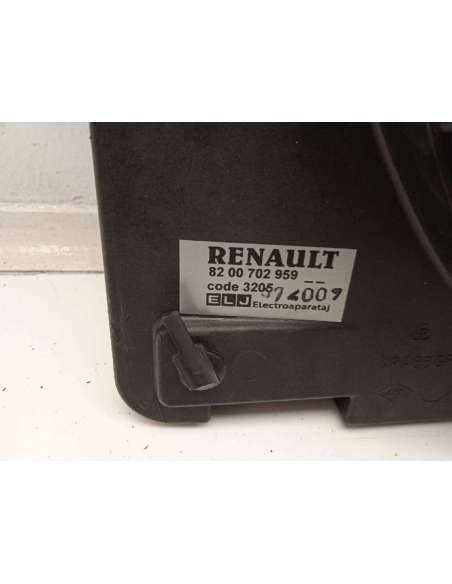 RENAULT
82 00 702 959
code 3205
ELJ Electroaparataj